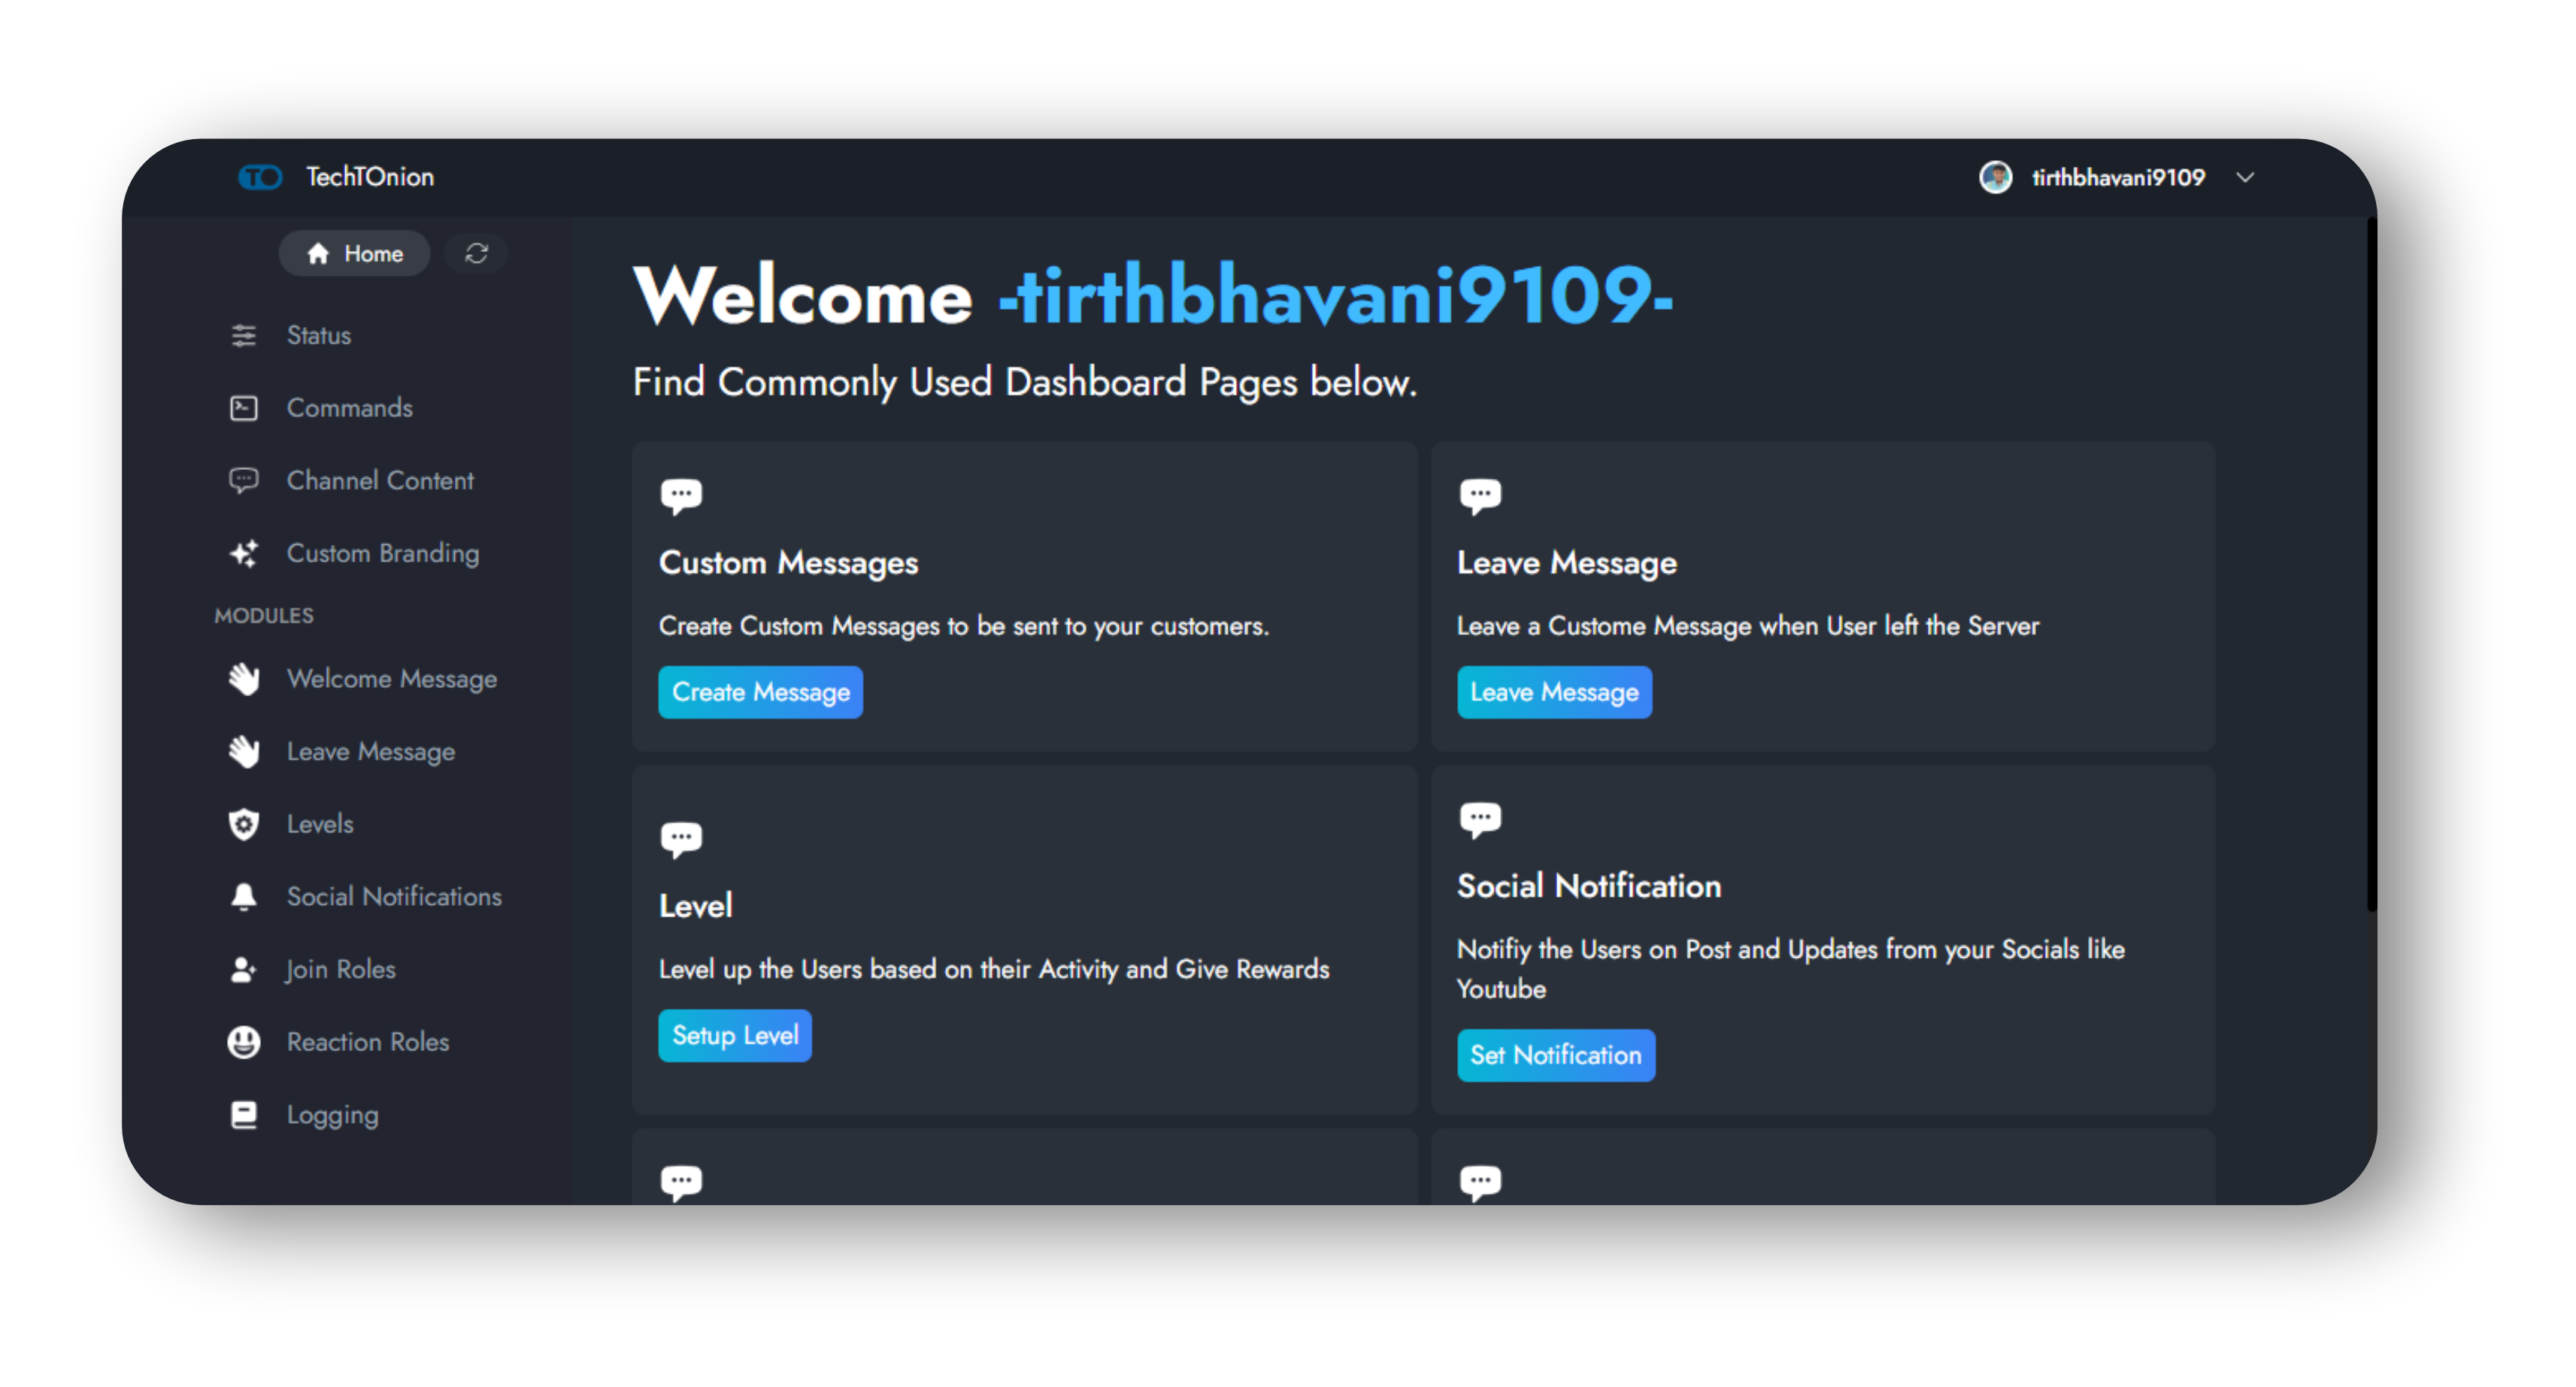 TO TechTOnion
tirthbhavani9109
Home
Status
Commands
Channel Content
Custom Branding
MODULES
Welcome Message
Leave Message
Levels
Social Notifications
Join Roles
Reaction Roles
Logging
Welcome -tirthbhavani9109-
Find Commonly Used Dashboard Pages below.
Custom Messages
Create Custom Messages to be sent to your customers.
Create Message
Leave Message
Leave a Custome Message when User left the Server
Leave Message
Level
Level up the Users based on their Activity and Give Rewards
Setup Level
Social Notification
Notifiy the Users on Post and Updates from your Socials like
Youtube
Set Notification